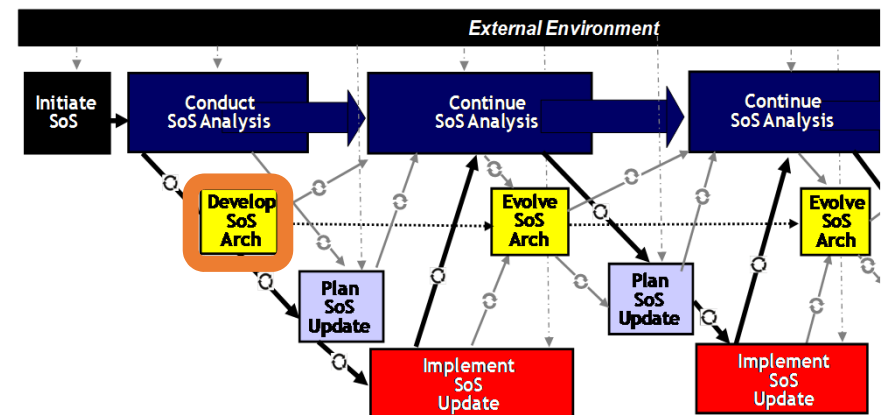 External Environment
Initiate
SoS
Conduct
SoS Analysis
Continue
SoS Analysis
Continue
SoS Analysis
Develop
SoS
Arch
Evolve
SoS
Arch
Evolve
SoS
Arch
Plan
SoS
Update
Plan
SoS
Update
Implement
SoS
Update
Implement
SoS
Update